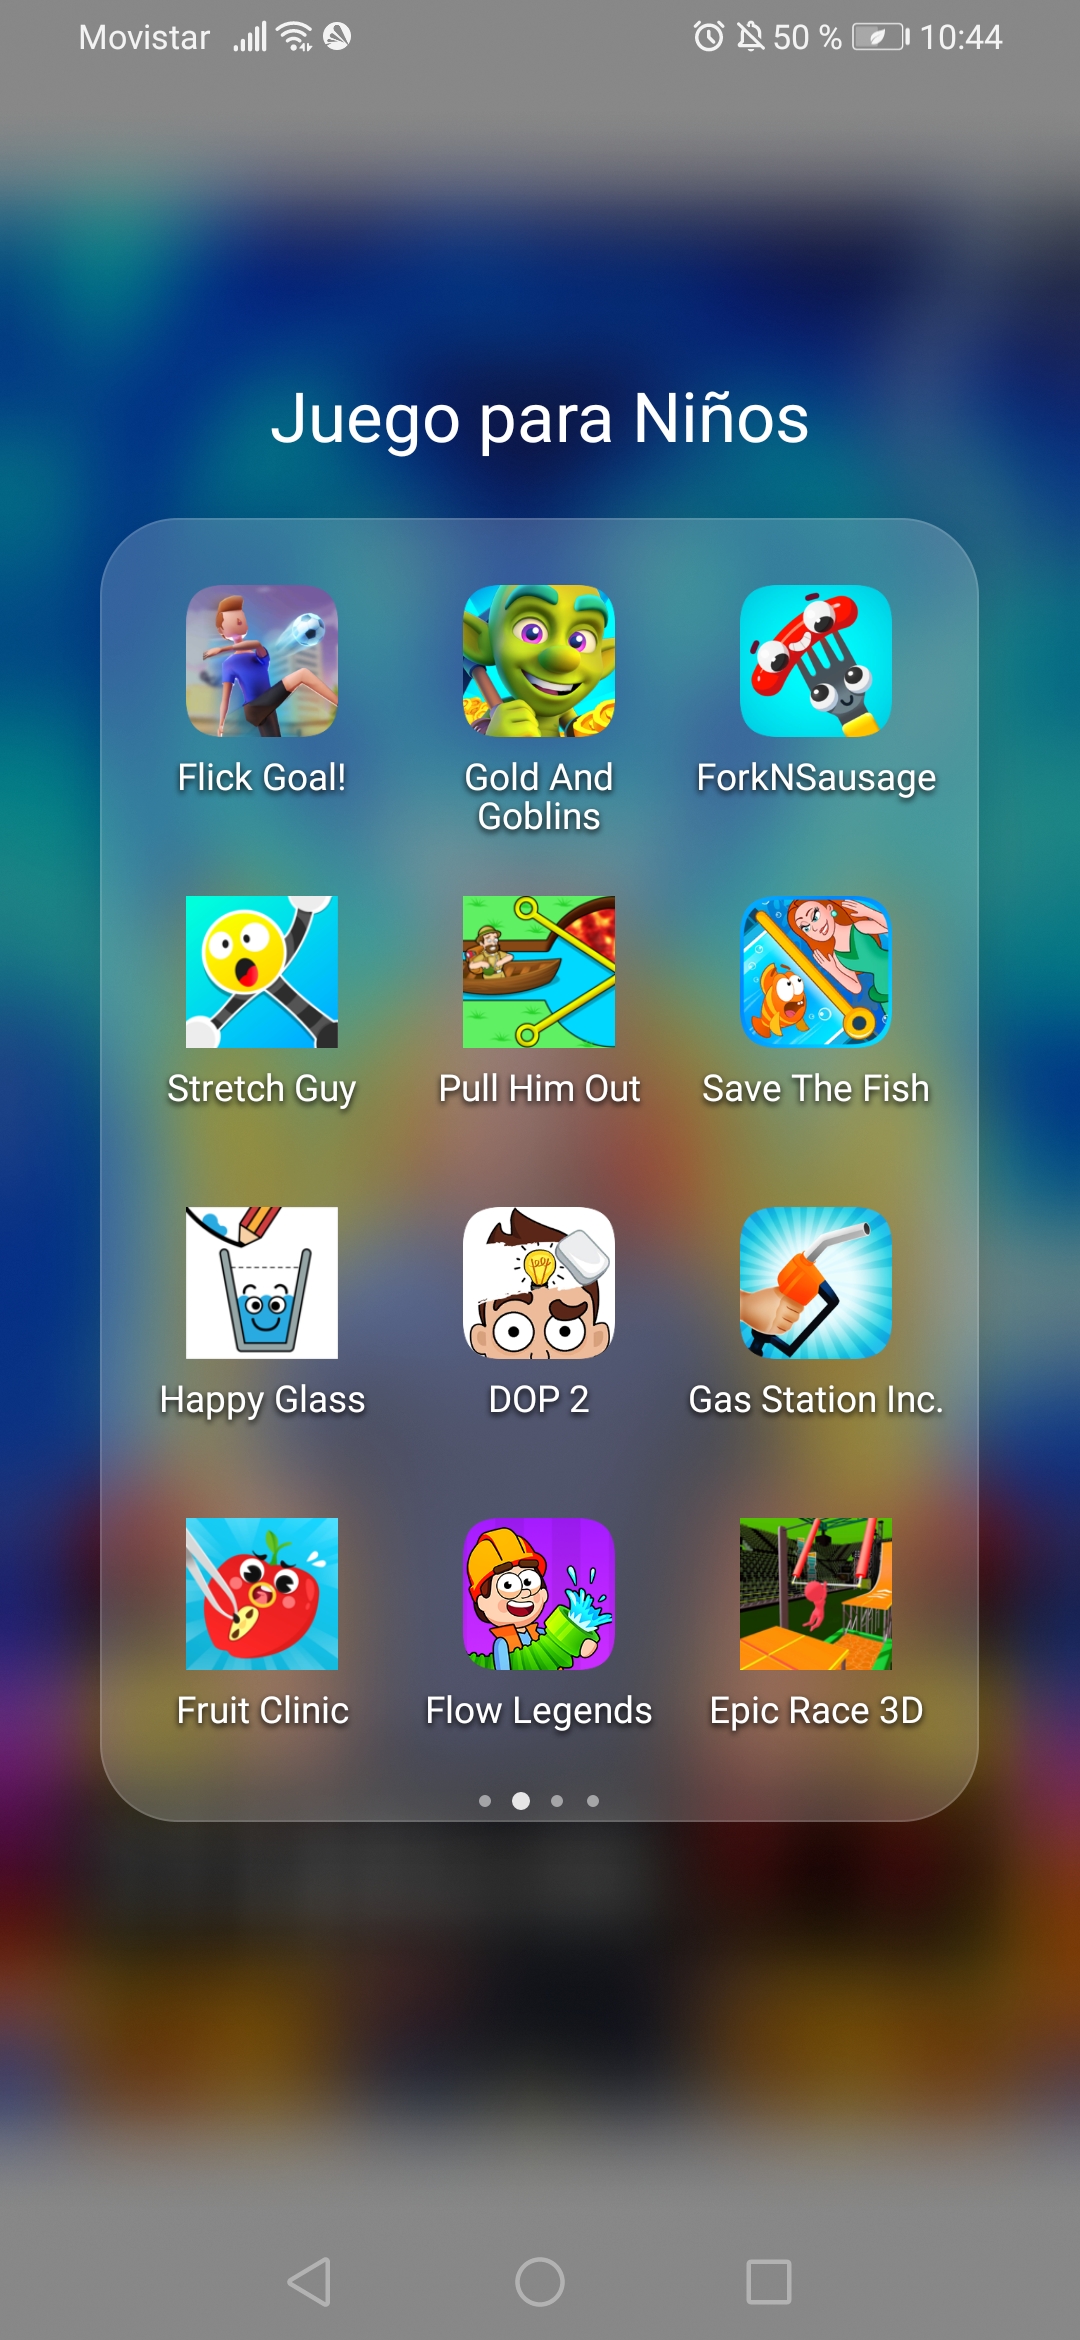 Movistar 50 % 10:44
Juego para Niños
Flick Goal!
Gold And
Goblins
ForkNSausage
Stretch Guy
Pull Him Out
Save The Fish
Happy Glass
DOP 2
Gas Station Inc.
Fruit Clinic
Flow Legends
Epic Race 3D